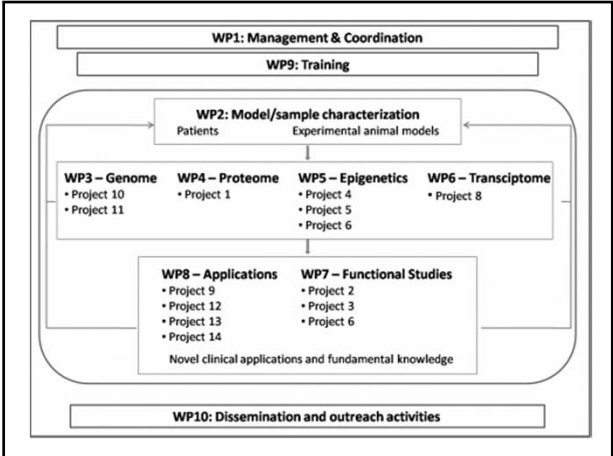 WP1: Management & Coordination
WP9: Training
WP2: Model/sample characterization
Patients Experimental animal models
WP3 – Genome
• Project 10
• Project 11
WP4 – Proteome
• Project 1
WP5 – Epigenetics
• Project 4
• Project 5
• Project 6
WP6 – Transciptome
• Project 8
WP8 – Applications
• Project 9
• Project 12
• Project 13
• Project 14
WP7 – Functional Studies
• Project 2
• Project 3
• Project 6
Novel clinical applications and fundamental knowledge
WP10: Dissemination and outreach activities